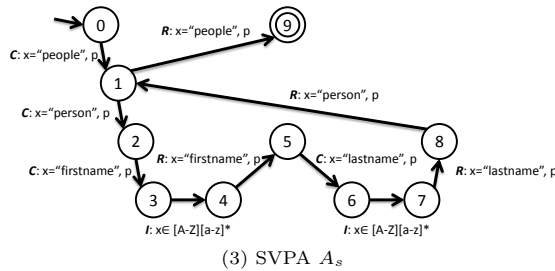 0
9
R: x="people", p
C: x="people", p
1
R: x="person", p
C: x="person", p
2
5
8
R: x="firstname", p
C: x="lastname", p
C: x="firstname", p
R: x="lastname", p
3
4
6
7
I: x∈ [A-Z][a-z]*
I: x∈ [A-Z][a-z]*
(3) SVPA As